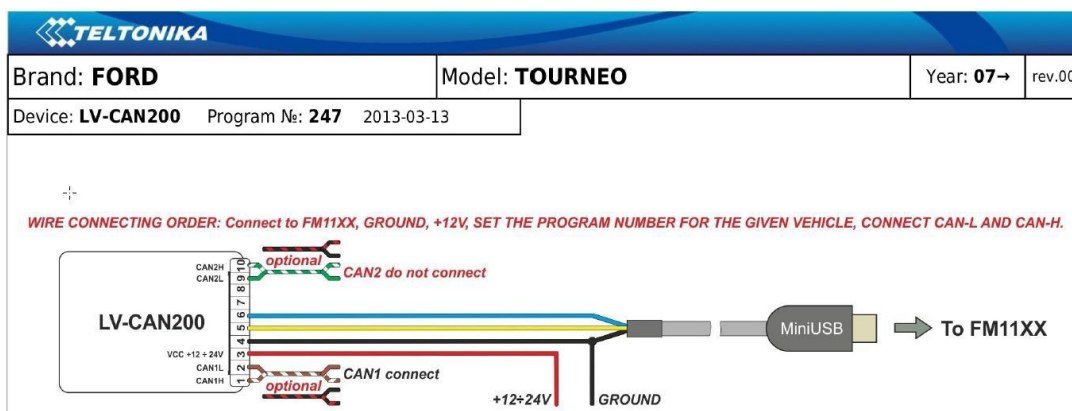 TELTONIKA
Brand: FORD Model: TOURNEO Year: 07→ rev.00
Device: LV-CAN200 Program №: 247 2013-03-13
WIRE CONNECTING ORDER: Connect to FM11XX, GROUND, +12V, SET THE PROGRAM NUMBER FOR THE GIVEN VEHICLE, CONNECT CAN-L AND CAN-H.
optional
CAN2H 10
CAN2 do not connect
CAN2L 9
8
7
LV-CAN200 6
5
MiniUSB To FM11XX
4
VCC +12 ÷ 24V 3
CAN1L 2
CAN1 connect
CAN1H 1
optional
+12÷24V GROUND